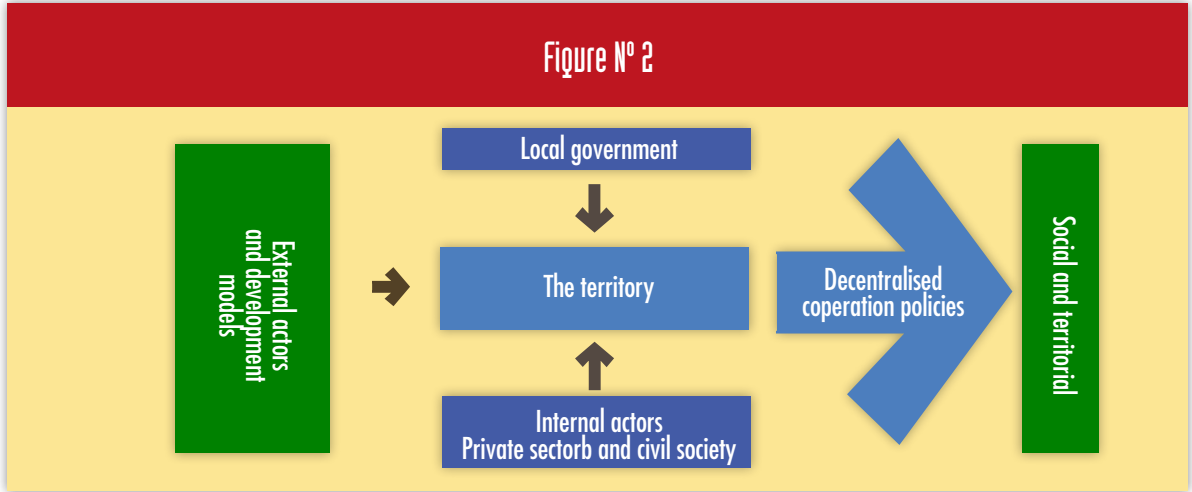 Figure Nº 2
Local government
External actors
and development
models
The territory
Decentralised
coperation policies
Social and territorial
Internal actors
Private sectorb and civil society